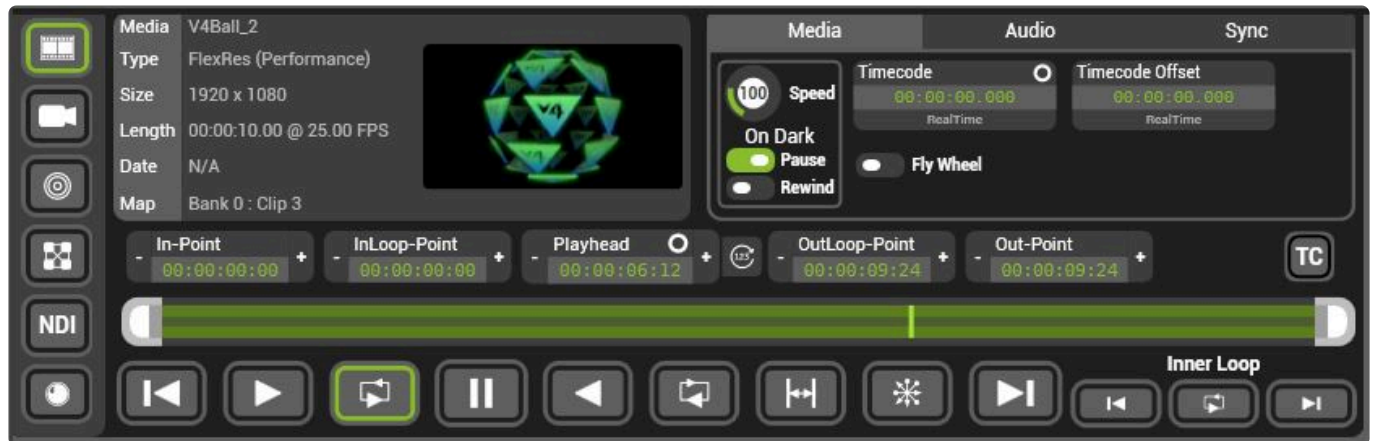 Media V4Ball_2
Type FlexRes (Performance)
Size 1920 x 1080
Length 00:00:10.00 @ 25.00 FPS
Date N/A
Map Bank 0 : Clip 3
V4
Media Audio Sync
100 Speed
On Dark
Pause
Rewind
Timecode
00:00:00.000
RealTime
Timecode Offset
00:00:00.000
RealTime
Fly Wheel
In-Point
- 00:00:00:00 +
InLoop-Point
- 00:00:00:00 +
Playhead
- 00:00:06:12 +
123
OutLoop-Point
- 00:00:09:24 +
Out-Point
- 00:00:09:24 +
TC
NDI
Inner Loop